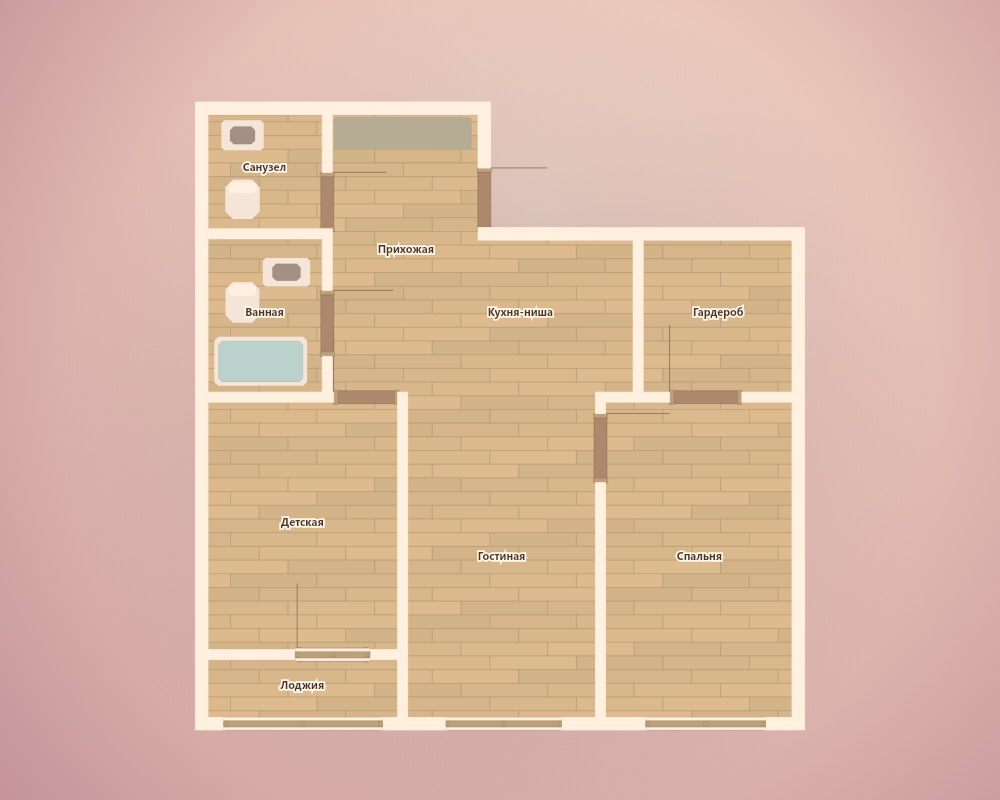 Санузел
Прихожая
Ванная
Кухня-ниша
Гардероб
Детская
Гостиная
Спальня
Лоджия